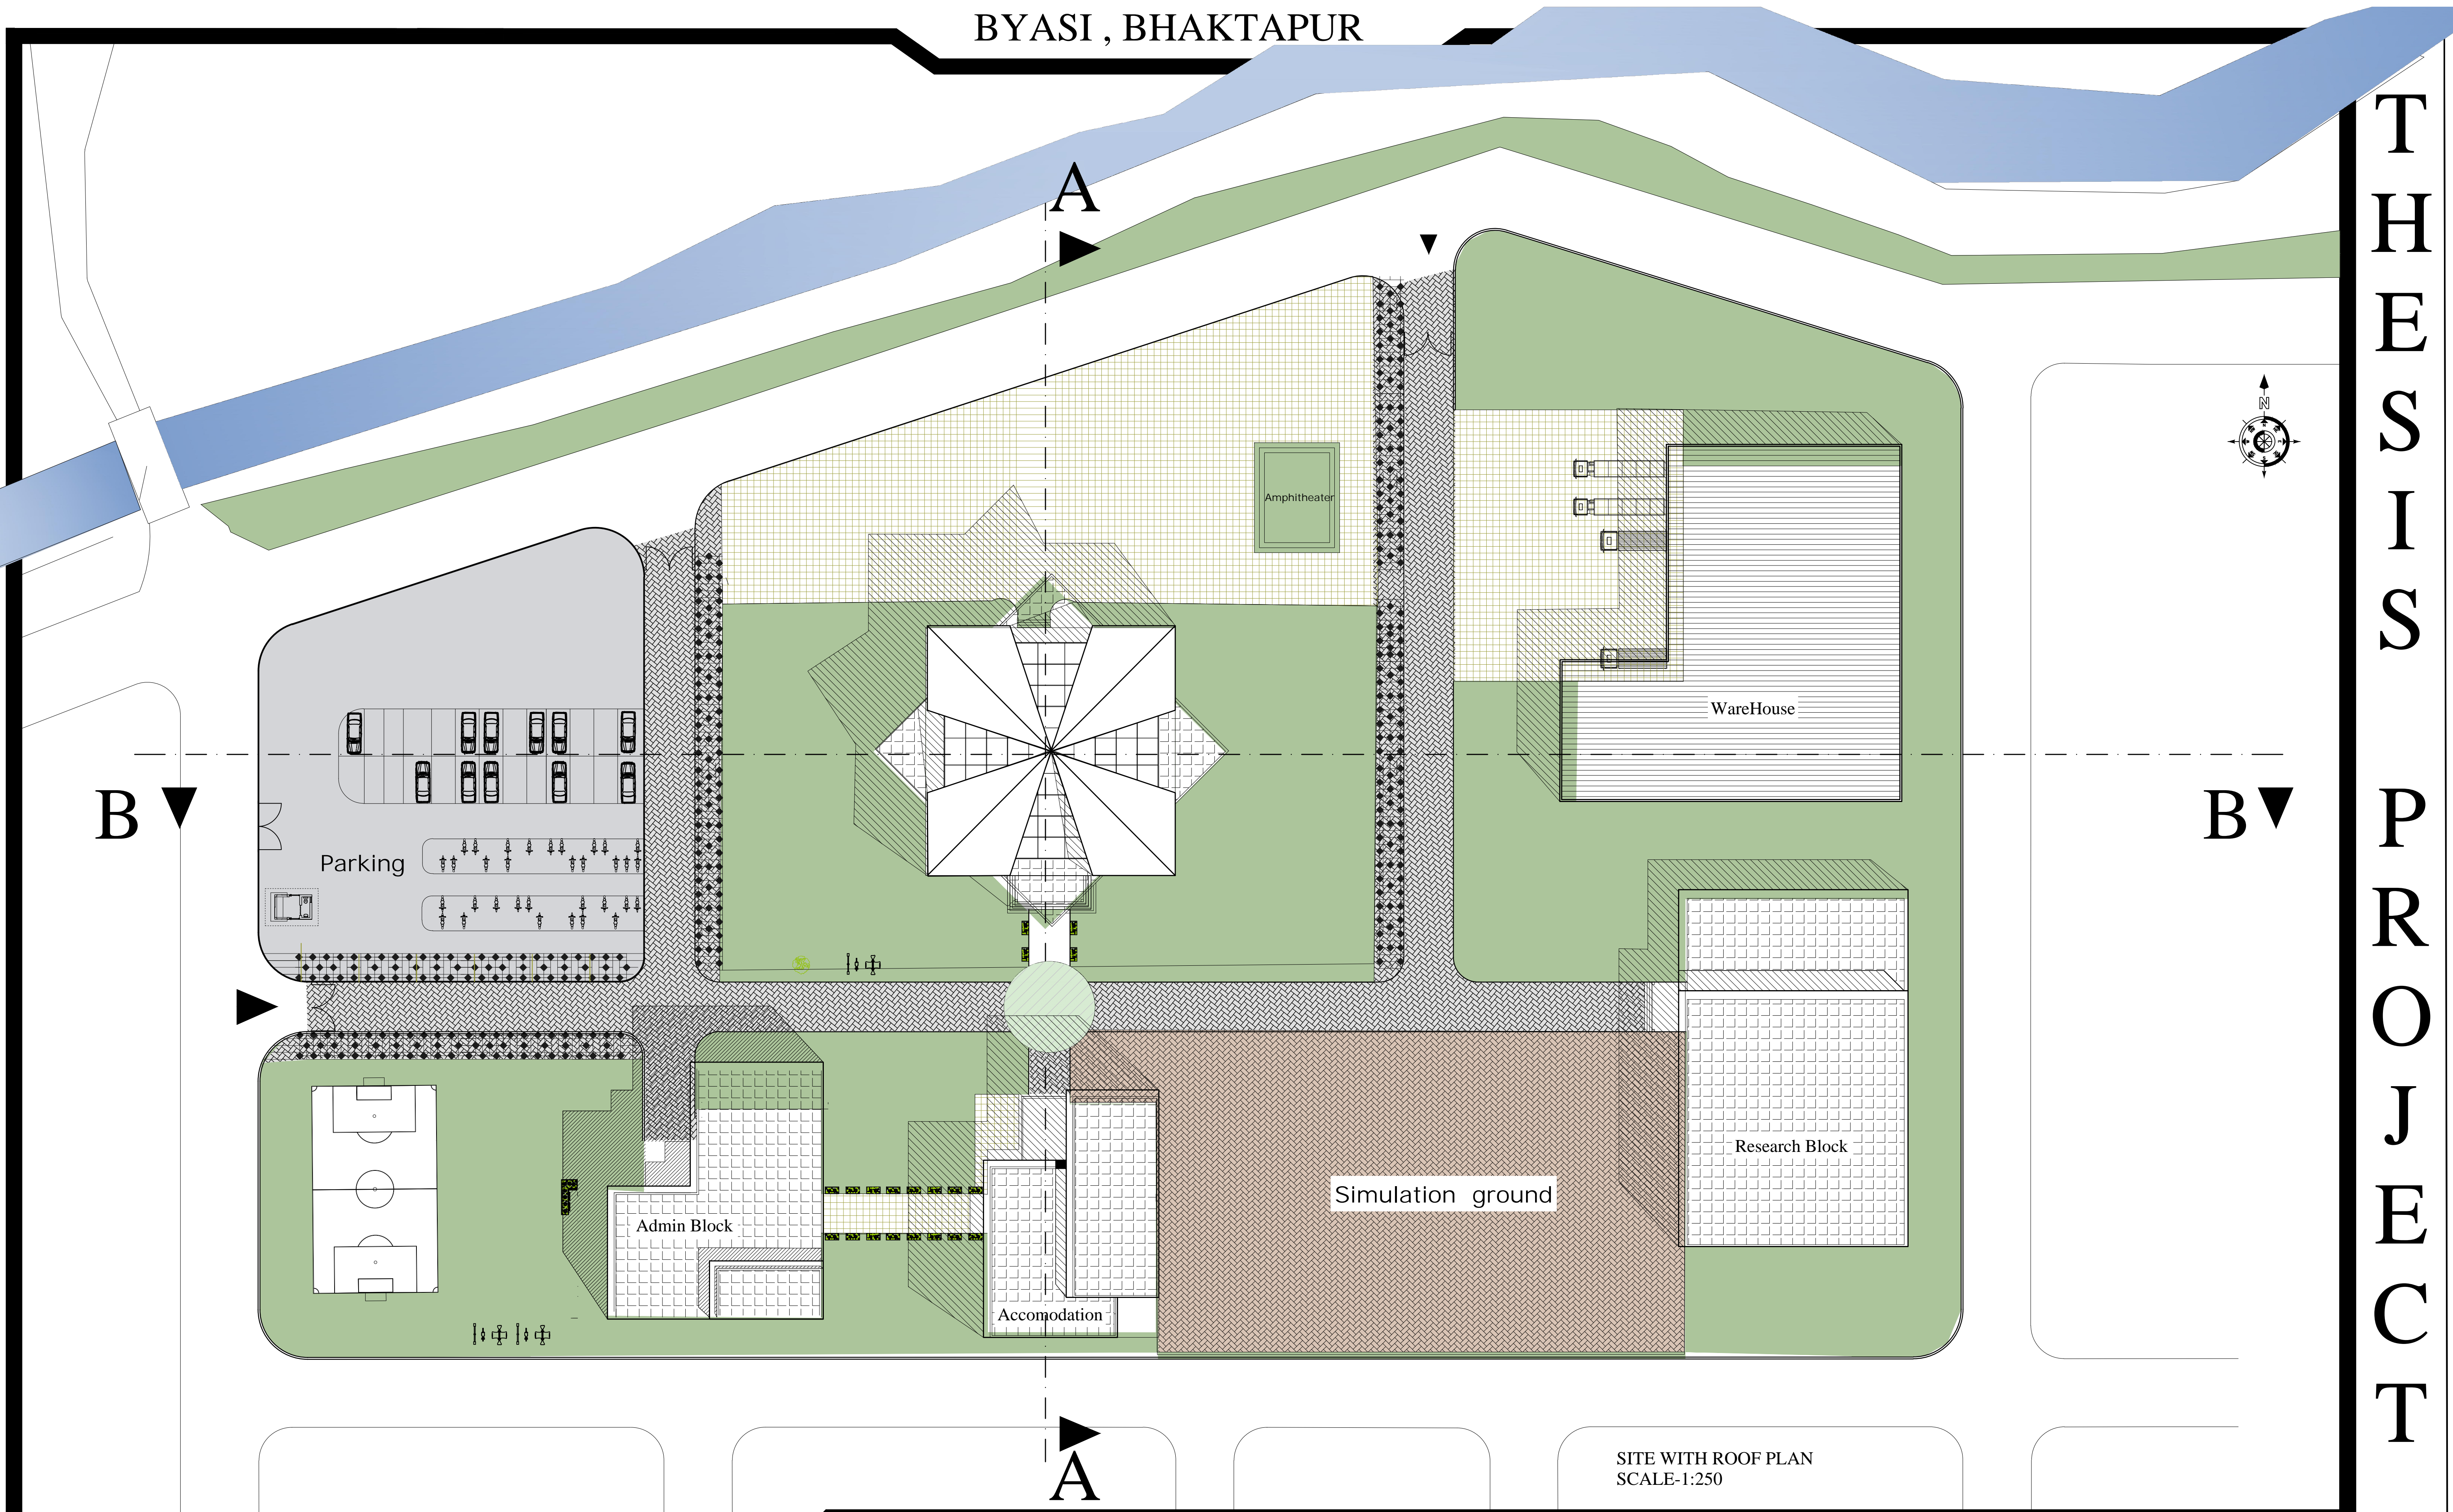 BYASI , BHAKTAPUR
THESIS PROJECT
A
N
Amphitheater
WareHouse
B
B
Parking
Research Block
Simulation ground
Admin Block
Accomodation
SITE WITH ROOF PLAN
SCALE-1:250
A